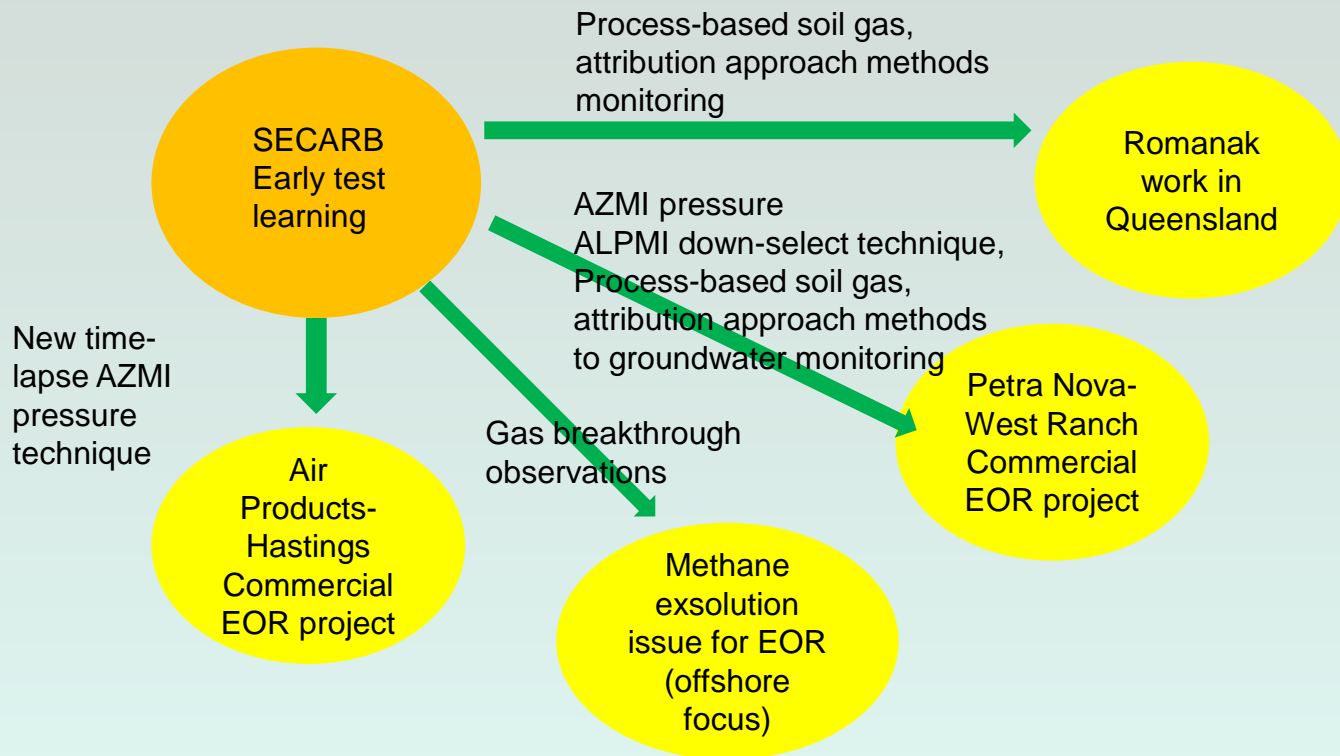 Process-based soil gas,
attribution approach methods
monitoring
SECARB
Early test
learning
Romanak
work in
Queensland
AZMI pressure
ALPMI down-select technique,
Process-based soil gas,
attribution approach methods
to groundwater monitoring
New time-
lapse AZMI
pressure
technique
Gas breakthrough
observations
Petra Nova-
West Ranch
Commercial
EOR project
Air
Products-
Hastings
Commercial
EOR project
Methane
exsolution
issue for EOR
(offshore
focus)